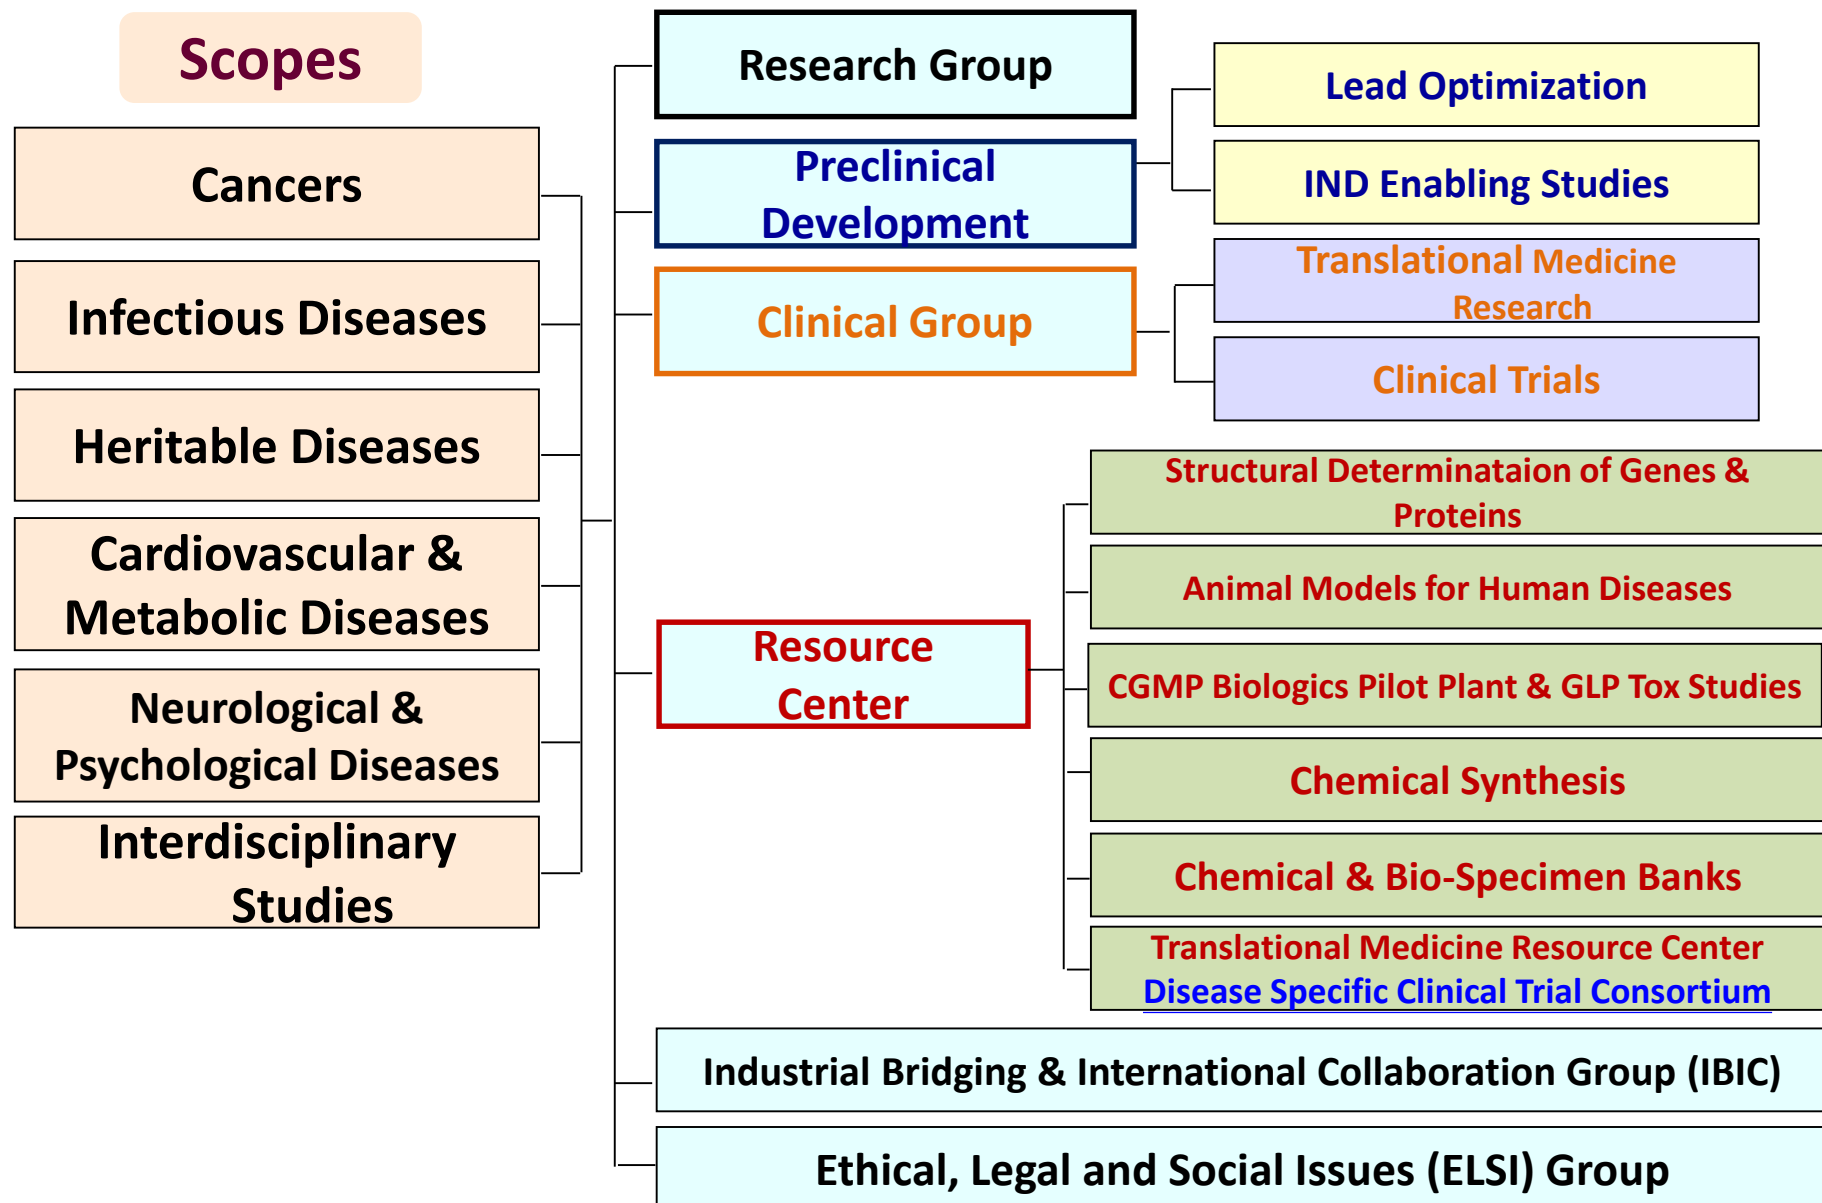 Scopes
Cancers
Infectious Diseases
Heritable Diseases
Cardiovascular &
Metabolic Diseases
Neurological &
Psychological Diseases
Interdisciplinary
Studies
Research Group
Preclinical
Development
Clinical Group
Resource
Center
Industrial Bridging & International Collaboration Group (IBIC)
Ethical, Legal and Social Issues (ELSI) Group
Lead Optimization
IND Enabling Studies
Translational Medicine
Research
Clinical Trials
Structural Determinataion of Genes &
Proteins
Animal Models for Human Diseases
CGMP Biologics Pilot Plant & GLP Tox Studies
Chemical Synthesis
Chemical & Bio-Specimen Banks
Translational Medicine Resource Center
Disease Specific Clinical Trial Consortium